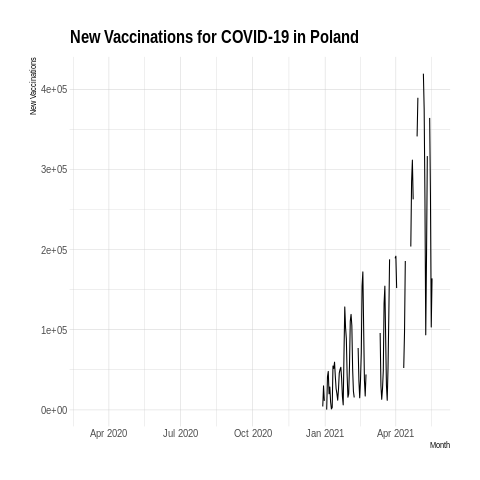 New Vaccinations for COVID-19 in Poland
New Vaccinations
4e+05
3e+05
2e+05
1e+05
0e+00
Apr 2020 Jul 2020 Oct 2020 Jan 2021 Apr 2021
Month